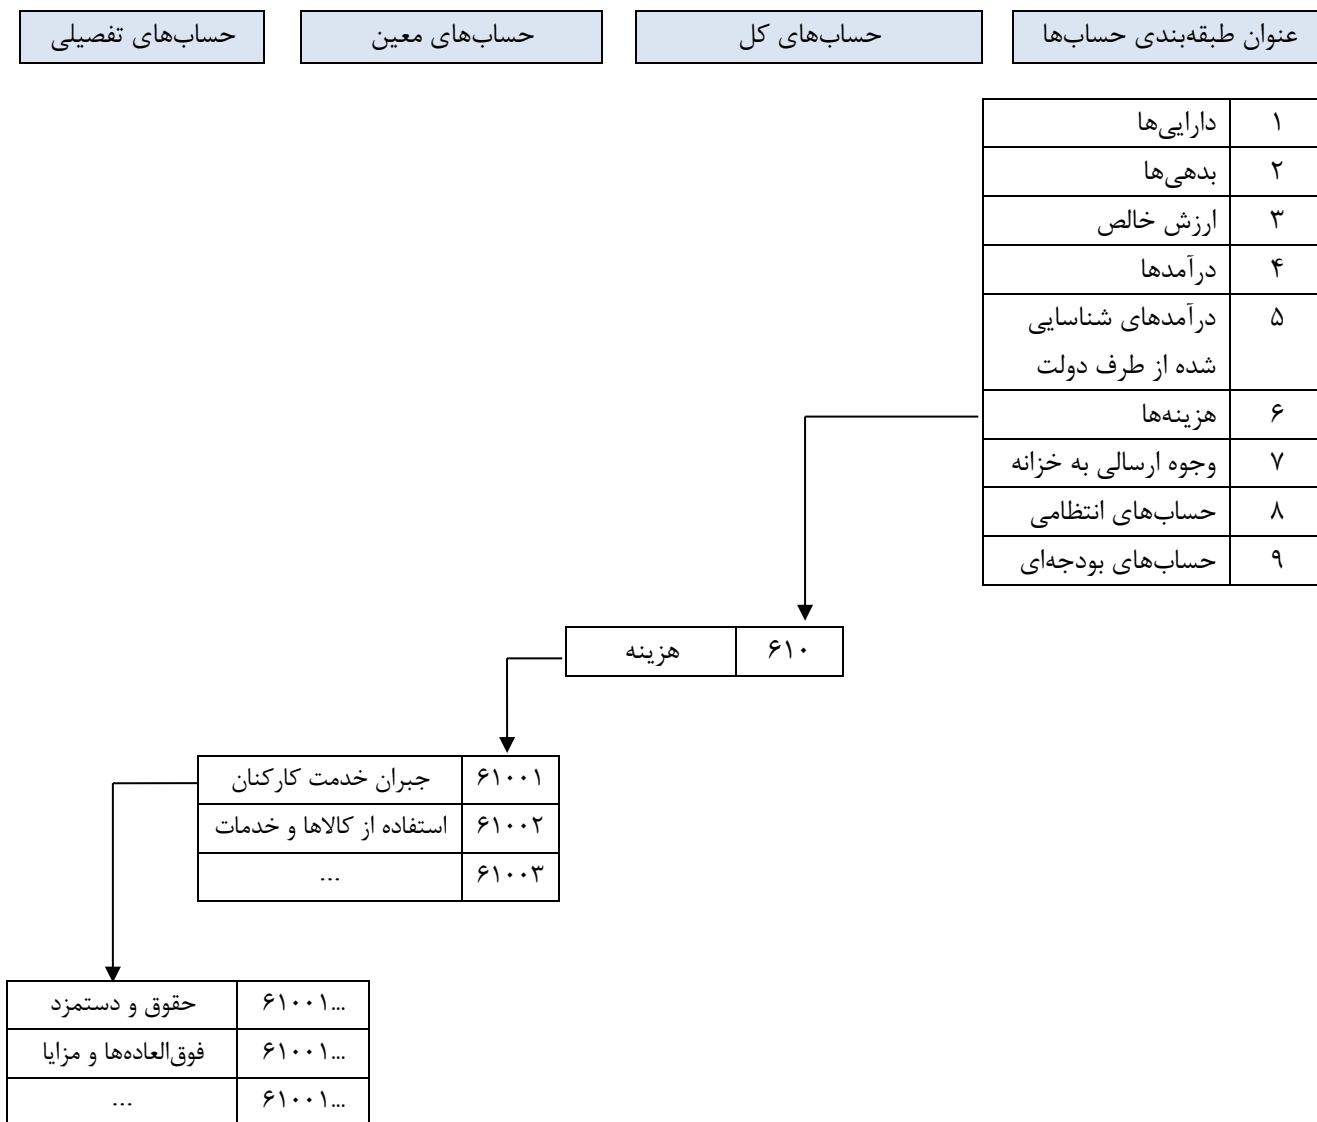 عنوان طبقه‌بندی حساب‌ها
حساب‌های کل
حساب‌های معین
حساب‌های تفصیلی
۱ دارایی‌ها
۲ بدهی‌ها
۳ ارزش خالص
۴ درآمدها
۵ درآمدهای شناسایی
شده از طرف دولت
۶ هزینه‌ها
۷ وجوه ارسالی به خزانه
۸ حساب‌های انتظامی
۹ حساب‌های بودجه‌ای
۶۱۰ هزینه
۶۱۰۰۱ جبران خدمت کارکنان
۶۱۰۰۲ استفاده از کالاها و خدمات
۶۱۰۰۳ ...
۶۱۰۰۱... حقوق و دستمزد
۶۱۰۰۱... فوق‌العاده‌ها و مزایا
۶۱۰۰۱... ...